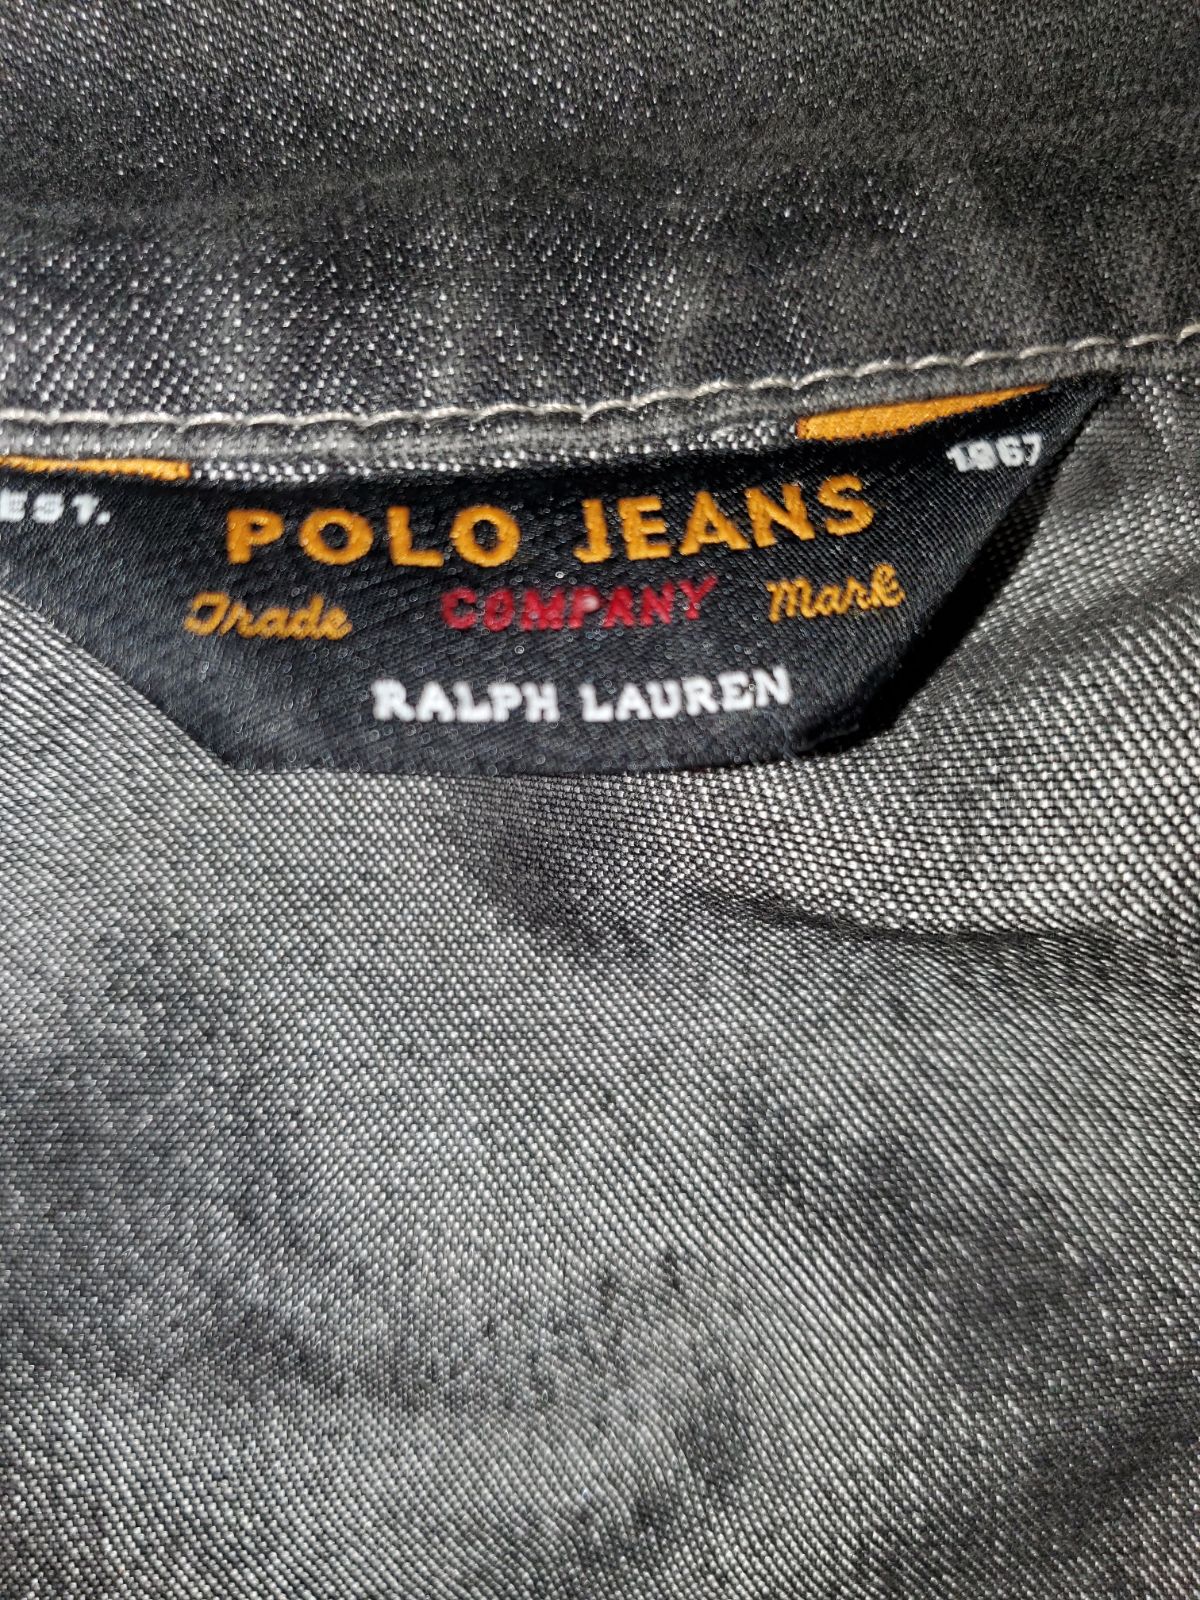 EST. 1967
POLO JEANS
Trade COMPANY Mark
RALPH LAUREN